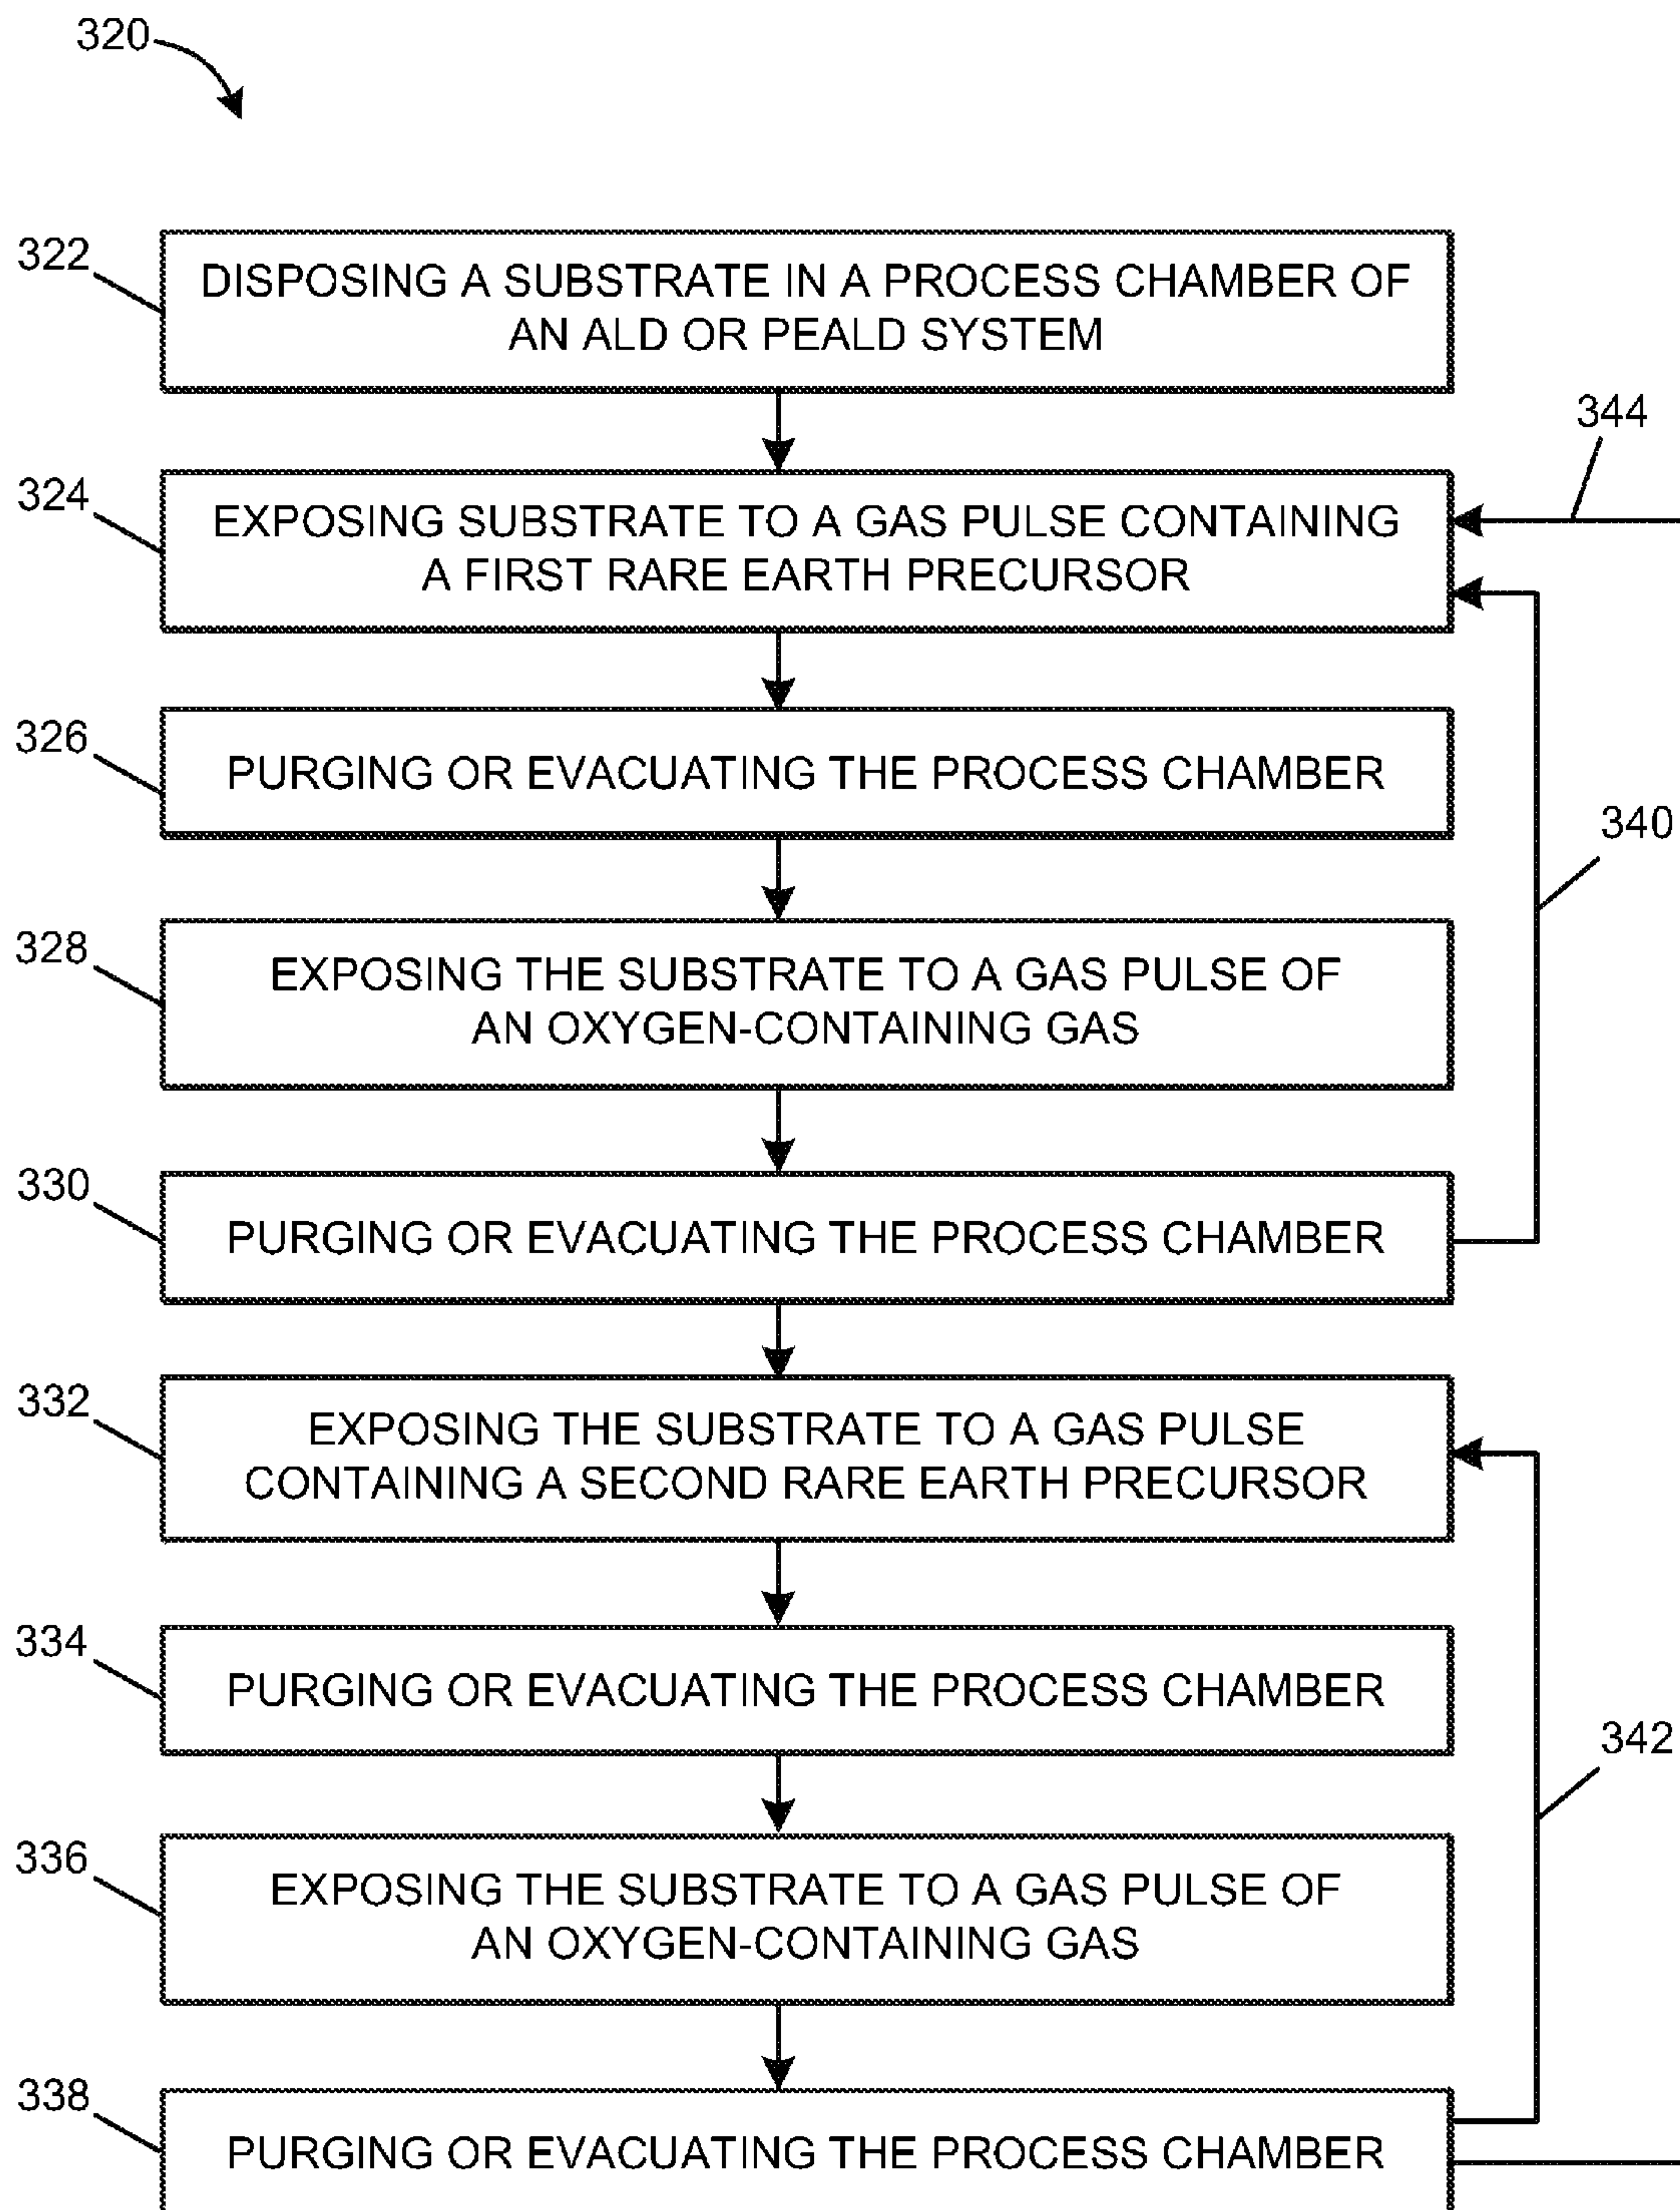 320
322
DISPOSING A SUBSTRATE IN A PROCESS CHAMBER OF
AN ALD OR PEALD SYSTEM
344
324
EXPOSING SUBSTRATE TO A GAS PULSE CONTAINING
A FIRST RARE EARTH PRECURSOR
326
PURGING OR EVACUATING THE PROCESS CHAMBER
340
328
EXPOSING THE SUBSTRATE TO A GAS PULSE OF
AN OXYGEN-CONTAINING GAS
330
PURGING OR EVACUATING THE PROCESS CHAMBER
332
EXPOSING THE SUBSTRATE TO A GAS PULSE
CONTAINING A SECOND RARE EARTH PRECURSOR
334
PURGING OR EVACUATING THE PROCESS CHAMBER
342
336
EXPOSING THE SUBSTRATE TO A GAS PULSE OF
AN OXYGEN-CONTAINING GAS
338
PURGING OR EVACUATING THE PROCESS CHAMBER